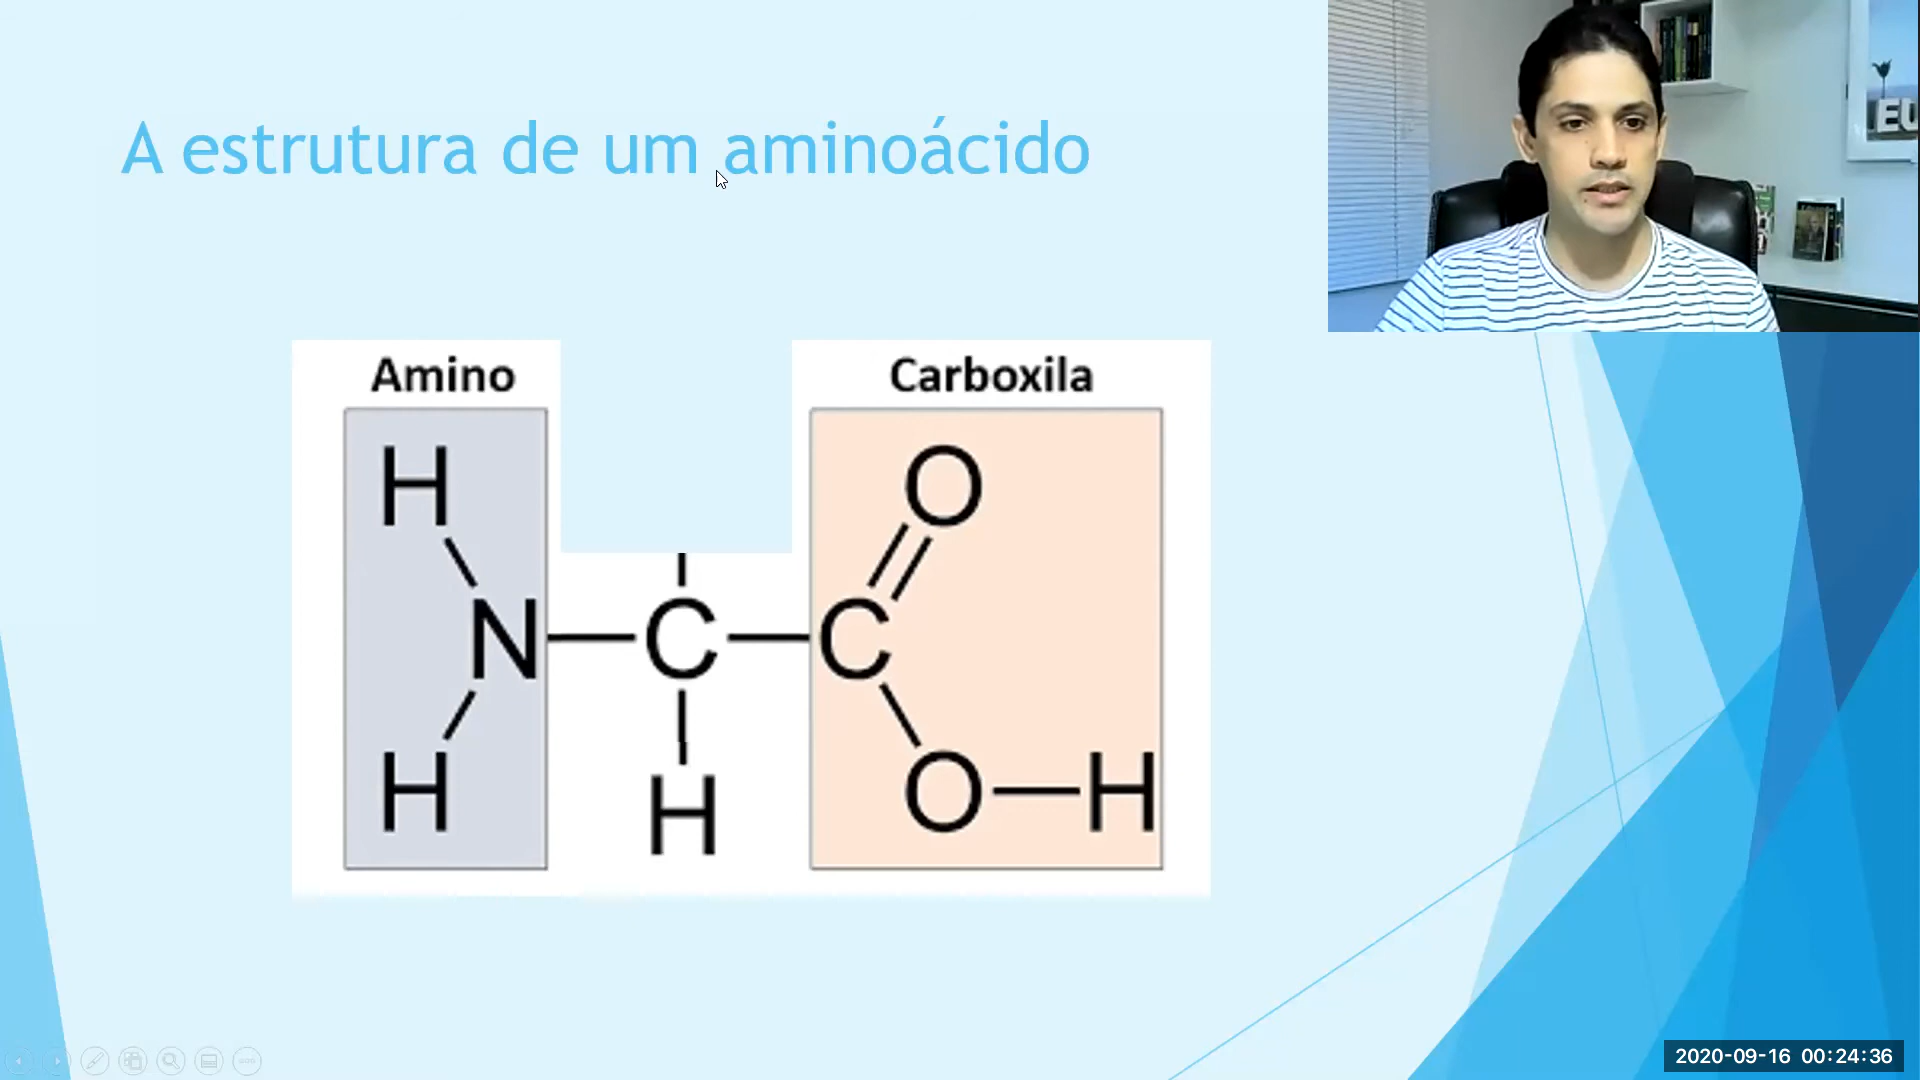 A estrutura de um aminoácido
EU
Amino
Carboxila
H
O
N
C
C
H
H
O
H
2020-09-16 00:24:36